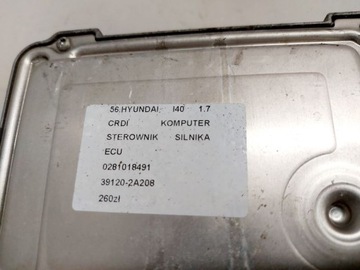 56.HYUNDAI I40 1.7
CRDI KOMPUTER
STEROWNIK SILNIKA
ECU
0281018491
39120-2A208
260zł